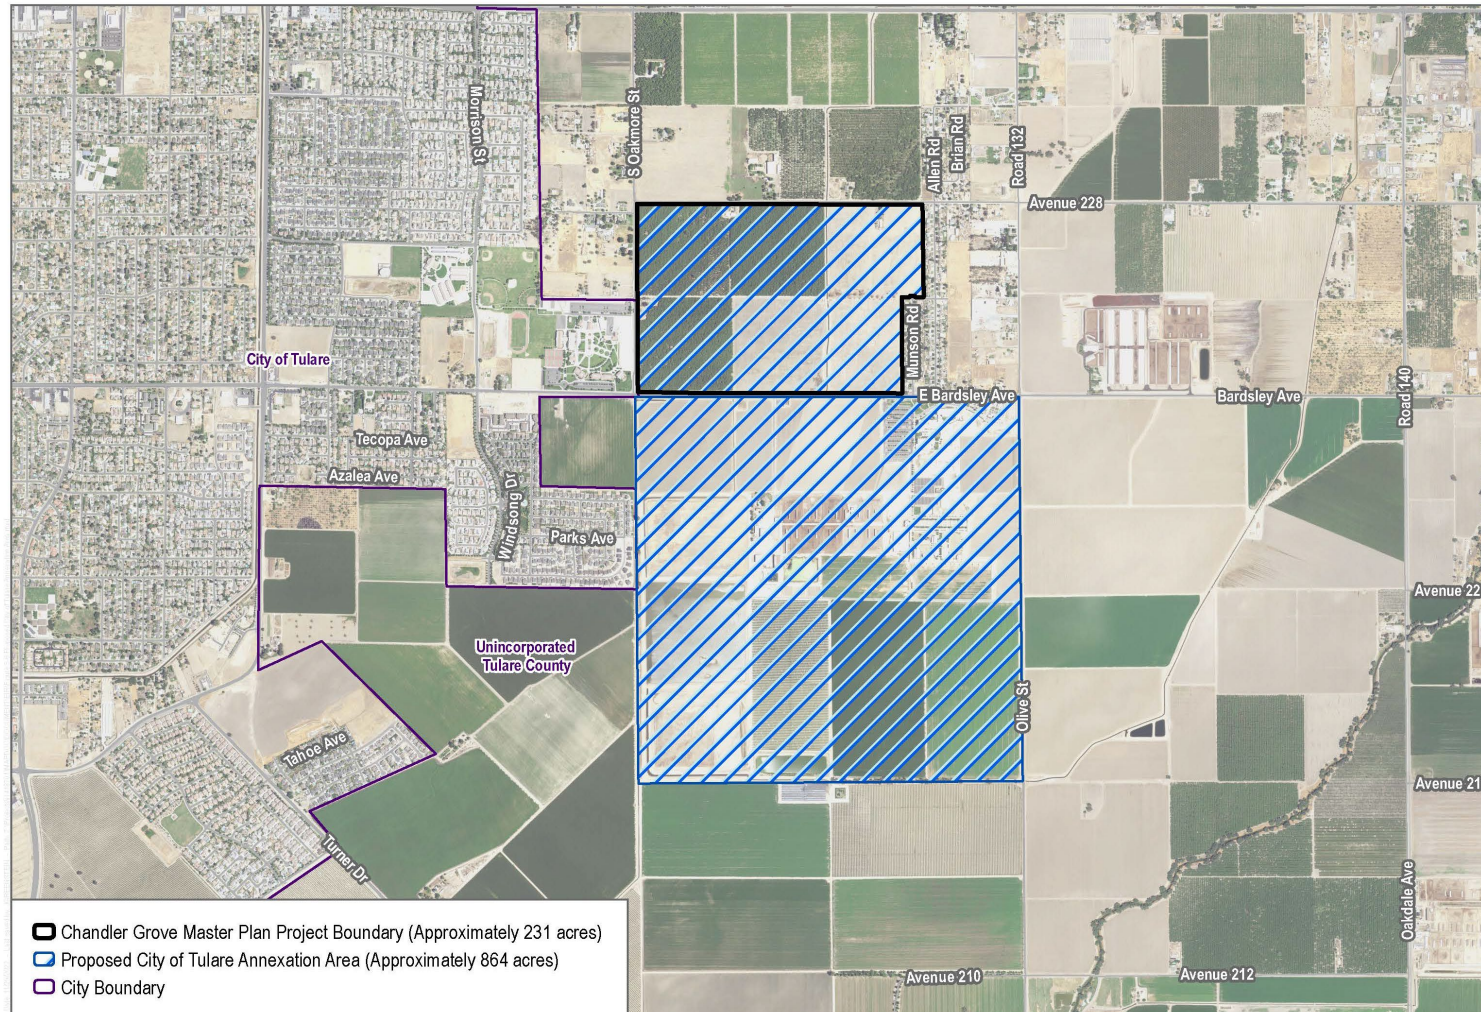 Morrison St
S Oakmore St
Allen Rd
Brian Rd
Road 132
Avenue 228
City of Tulare
Munson Rd
E Bardsley Ave
Bardsley Ave
Road 140
Tecopa Ave
Azalea Ave
Windsong Dr
Parks Ave
Avenue 22
Unincorporated
Tulare County
Olive St
Tahoe Ave
Avenue 21
Turner Dr
Oakdale Ave
Avenue 210
Avenue 212
Chandler Grove Master Plan Project Boundary (Approximately 231 acres)
Proposed City of Tulare Annexation Area (Approximately 864 acres)
City Boundary